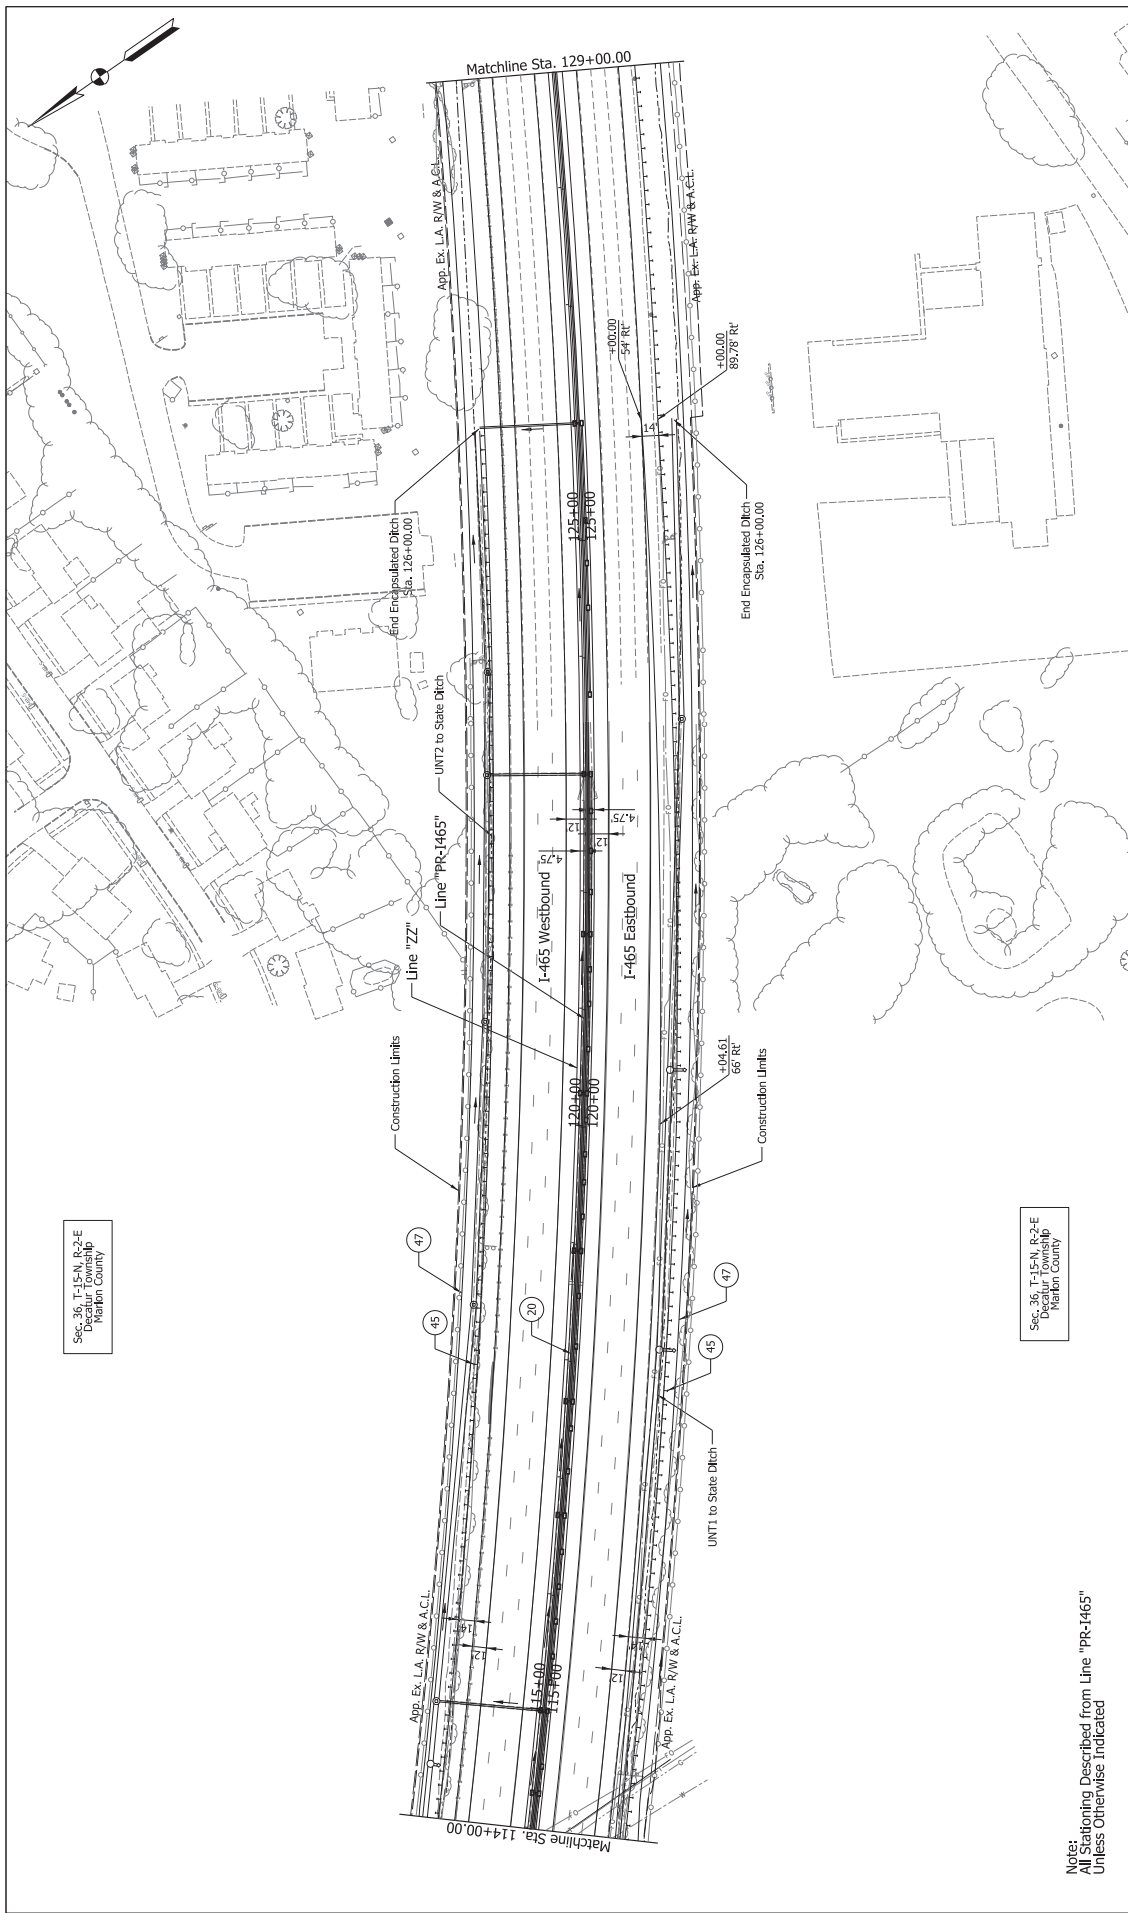 Matchline Sta. 129+00.00
App. Ex. L.A. R/W & A.C.L.
App. Ex. L.A. R/W & A.C.L.
+00.00
54' Rt'
+00.00
89.78' Rt'
14'
End Encapsulated Ditch
Sta. 126+00.00
125+00
125+00
End Encapsulated Ditch
Sta. 126+00.00
UNT2 to State Ditch
12'
4.75'
12'
4.75'
Line "PR-I465"
Line "ZZ"
I-465 Westbound
I-465 Eastbound
Construction Limits
120+00
120+00
+04.61
66' Rt'
Construction Limits
Sec. 36, T-15-N, R-2-E
Decatur Township
Marion County
Sec. 36, T-15-N, R-2-E
Decatur Township
Marion County
47
45
20
47
45
UNT1 to State Ditch
App. Ex. L.A. R/W & A.C.L.
14'
12'
115+00
115+00
12'
14'
App. Ex. L.A. R/W & A.C.L.
Matchline Sta. 114+00.00
Note:
All Stationing Described from Line "PR-I465"
Unless Otherwise Indicated